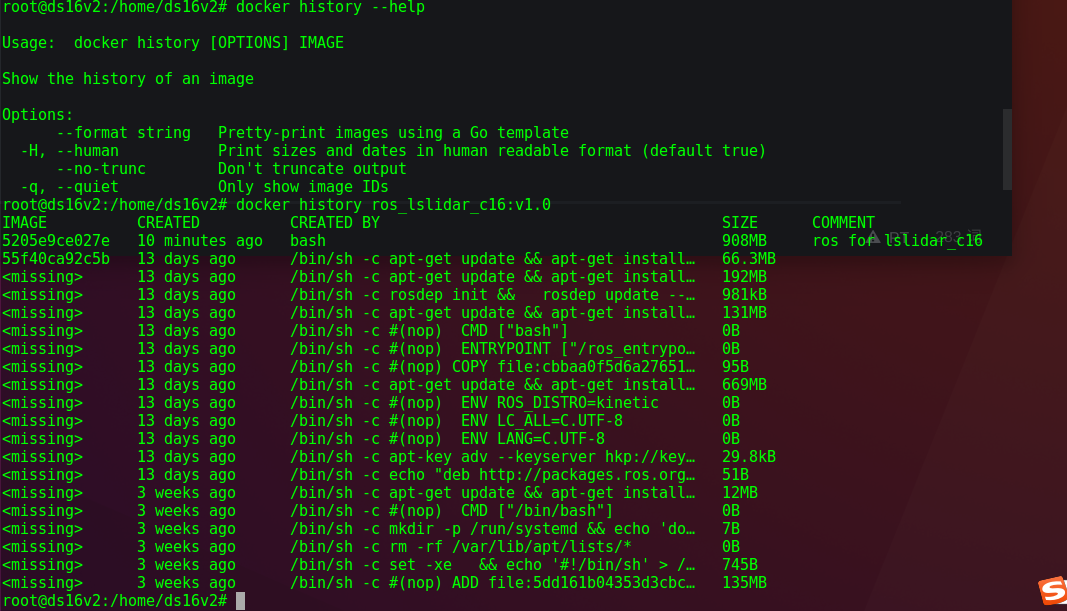 root@ds16v2:/home/ds16v2# docker history --help
Usage:  docker history [OPTIONS] IMAGE
Show the history of an image
Options:
      --format string   Pretty-print images using a Go template
  -H, --human           Print sizes and dates in human readable format (default true)
      --no-trunc        Don't truncate output
  -q, --quiet           Only show image IDs
root@ds16v2:/home/ds16v2# docker history ros_lslidar_c16:v1.0
IMAGE          CREATED          CREATED BY                                      SIZE      COMMENT
5205e9ce027e   10 minutes ago   bash                                            908MB     ros for lslidar_c16
55f40ca92c5b   13 days ago      /bin/sh -c apt-get update && apt-get install…   66.3MB
<missing>      13 days ago      /bin/sh -c apt-get update && apt-get install…   192MB
<missing>      13 days ago      /bin/sh -c rosdep init &&   rosdep update --…   981kB
<missing>      13 days ago      /bin/sh -c apt-get update && apt-get install…   131MB
<missing>      13 days ago      /bin/sh -c #(nop)  CMD ["bash"]                 0B
<missing>      13 days ago      /bin/sh -c #(nop)  ENTRYPOINT ["/ros_entrypo…   0B
<missing>      13 days ago      /bin/sh -c #(nop) COPY file:cbbaa0f5d6a27651…   95B
<missing>      13 days ago      /bin/sh -c apt-get update && apt-get install…   669MB
<missing>      13 days ago      /bin/sh -c #(nop)  ENV ROS_DISTRO=kinetic       0B
<missing>      13 days ago      /bin/sh -c #(nop)  ENV LC_ALL=C.UTF-8           0B
<missing>      13 days ago      /bin/sh -c #(nop)  ENV LANG=C.UTF-8             0B
<missing>      13 days ago      /bin/sh -c apt-key adv --keyserver hkp://key…   29.8kB
<missing>      13 days ago      /bin/sh -c echo "deb http://packages.ros.org…   51B
<missing>      3 weeks ago      /bin/sh -c apt-get update && apt-get install…   12MB
<missing>      3 weeks ago      /bin/sh -c #(nop)  CMD ["/bin/bash"]            0B
<missing>      3 weeks ago      /bin/sh -c mkdir -p /run/systemd && echo 'do…   7B
<missing>      3 weeks ago      /bin/sh -c rm -rf /var/lib/apt/lists/*          0B
<missing>      3 weeks ago      /bin/sh -c set -xe   && echo '#!/bin/sh' > /…   745B
<missing>      3 weeks ago      /bin/sh -c #(nop) ADD file:5dd161b04353d3cbc…   135MB
root@ds16v2:/home/ds16v2#